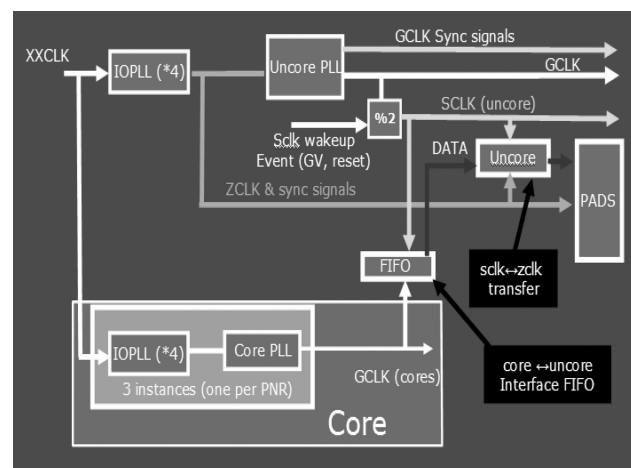 GCLK Sync signals
XXCLK
IOPLL (*4)
Uncore PLL
GCLK
%2
SCLK (uncore)
Sclk wakeup
Event (GV, reset)
DATA
Uncore
ZCLK & sync signals
PADS
FIFO
sclk↔zclk
transfer
IOPLL (*4)
Core PLL
GCLK (cores)
3 instances (one per PNR)
core ↔uncore
Interface FIFO
Core